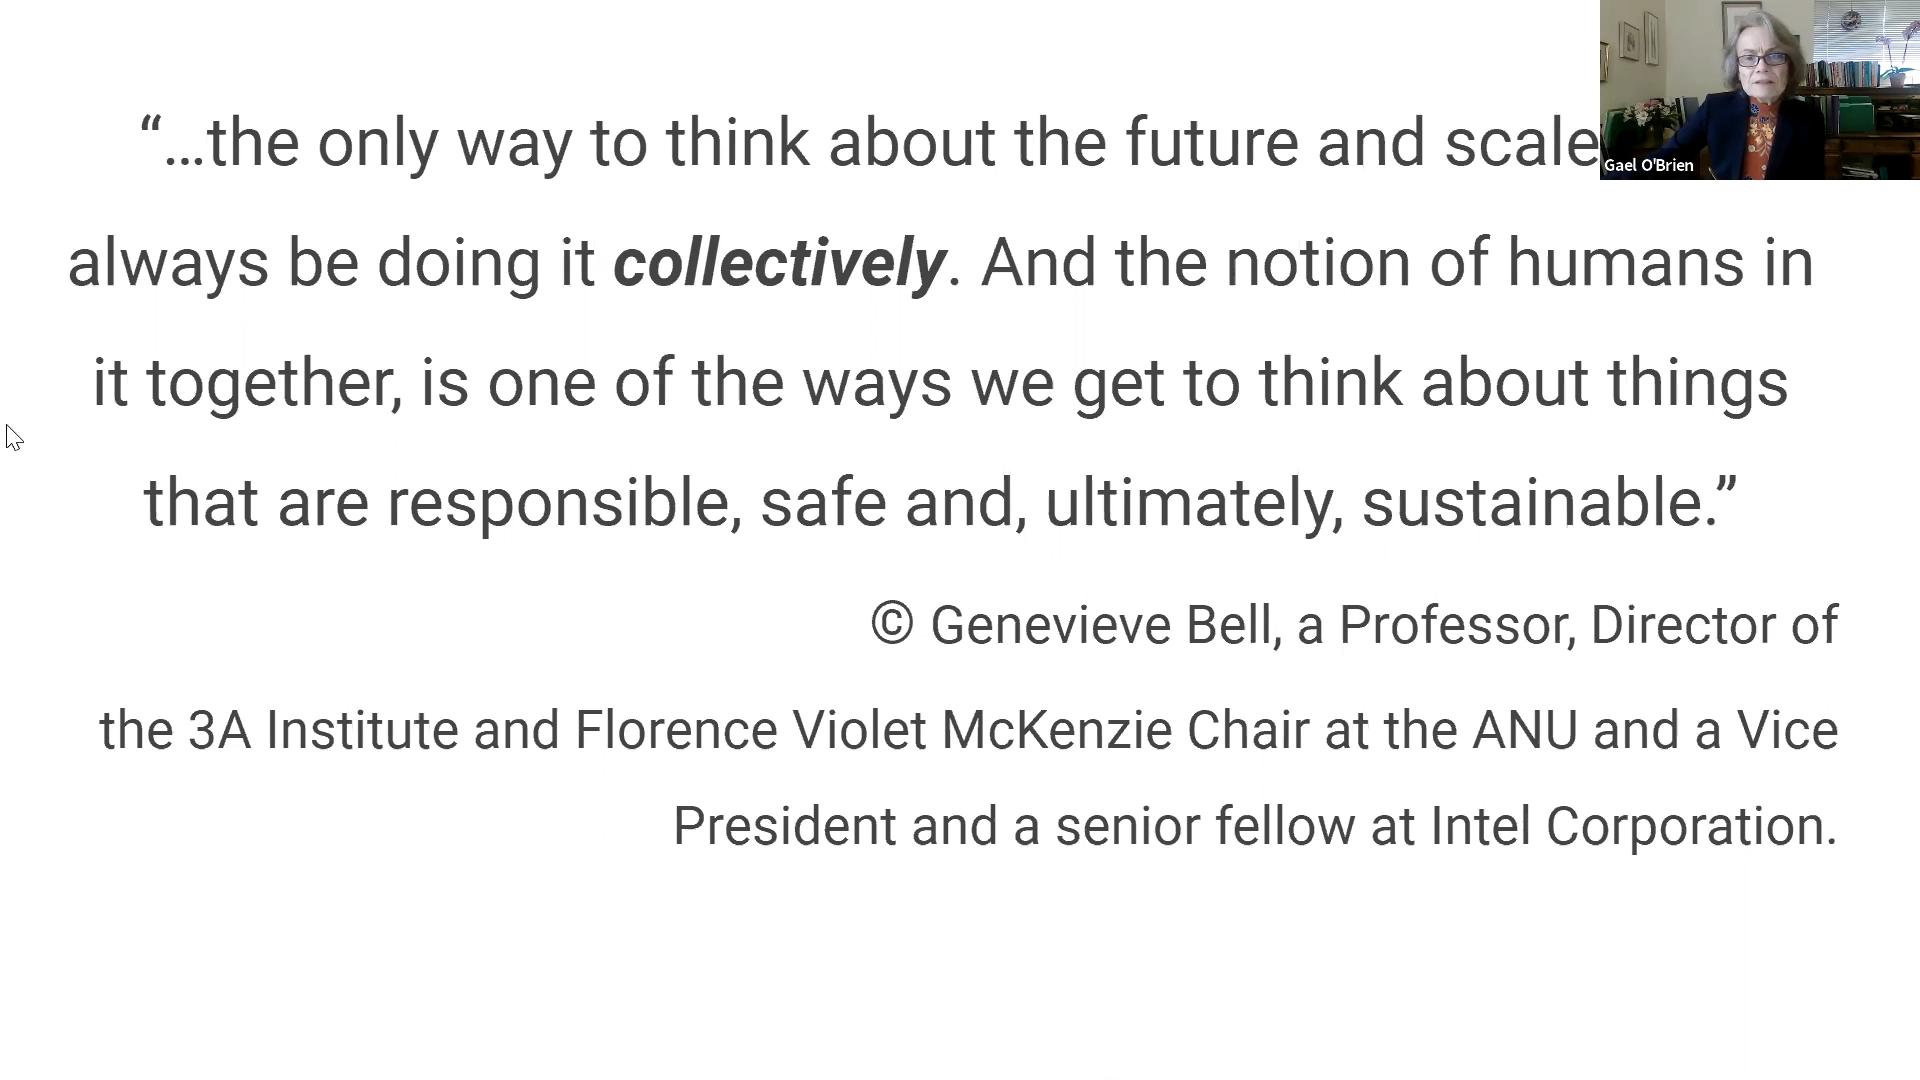 “...the only way to think about the future and scale
Gael O'Brien
always be doing it collectively. And the notion of humans in
it together, is one of the ways we get to think about things
that are responsible, safe and, ultimately, sustainable.”
© Genevieve Bell, a Professor, Director of
the 3A Institute and Florence Violet McKenzie Chair at the ANU and a Vice
President and a senior fellow at Intel Corporation.